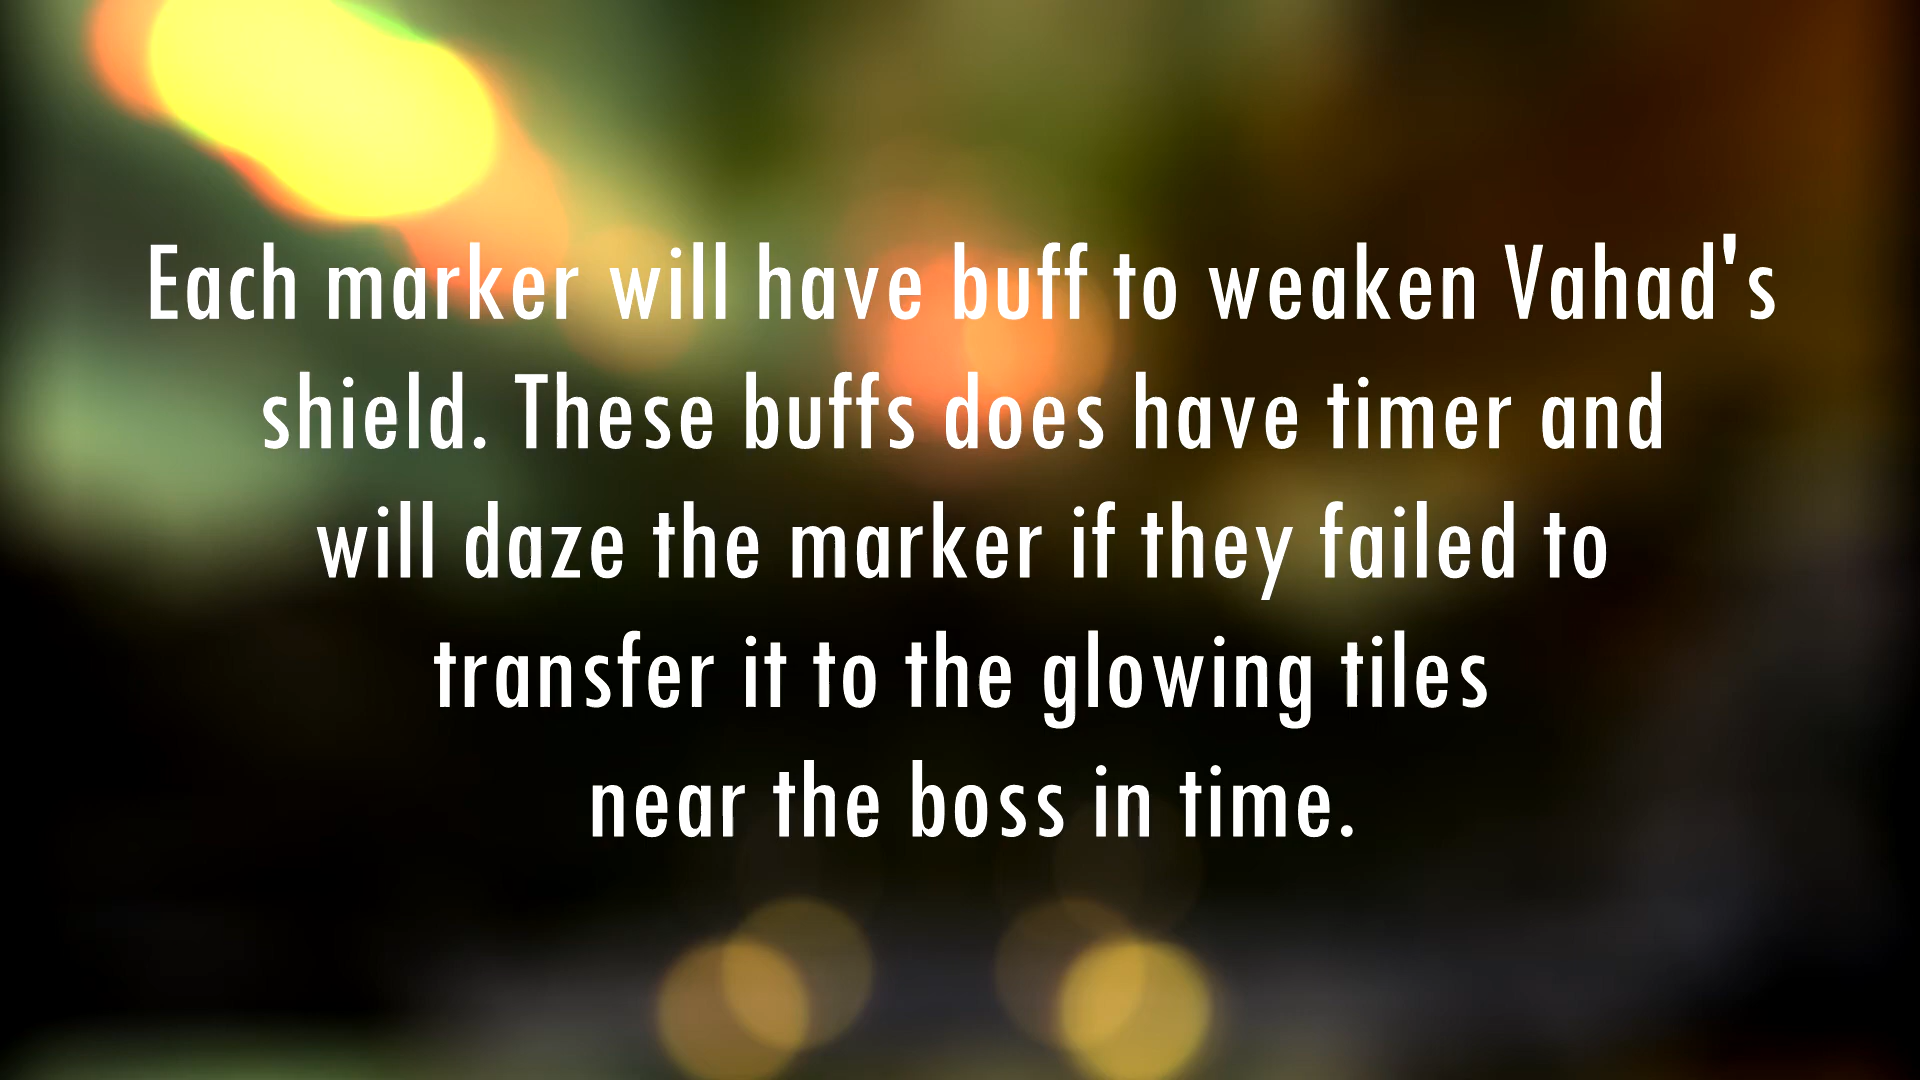 Each marker will have buff to weaken Vahad's
shield. These buffs does have timer and
will daze the marker if they failed to
transfer it to the glowing tiles
near the boss in time.